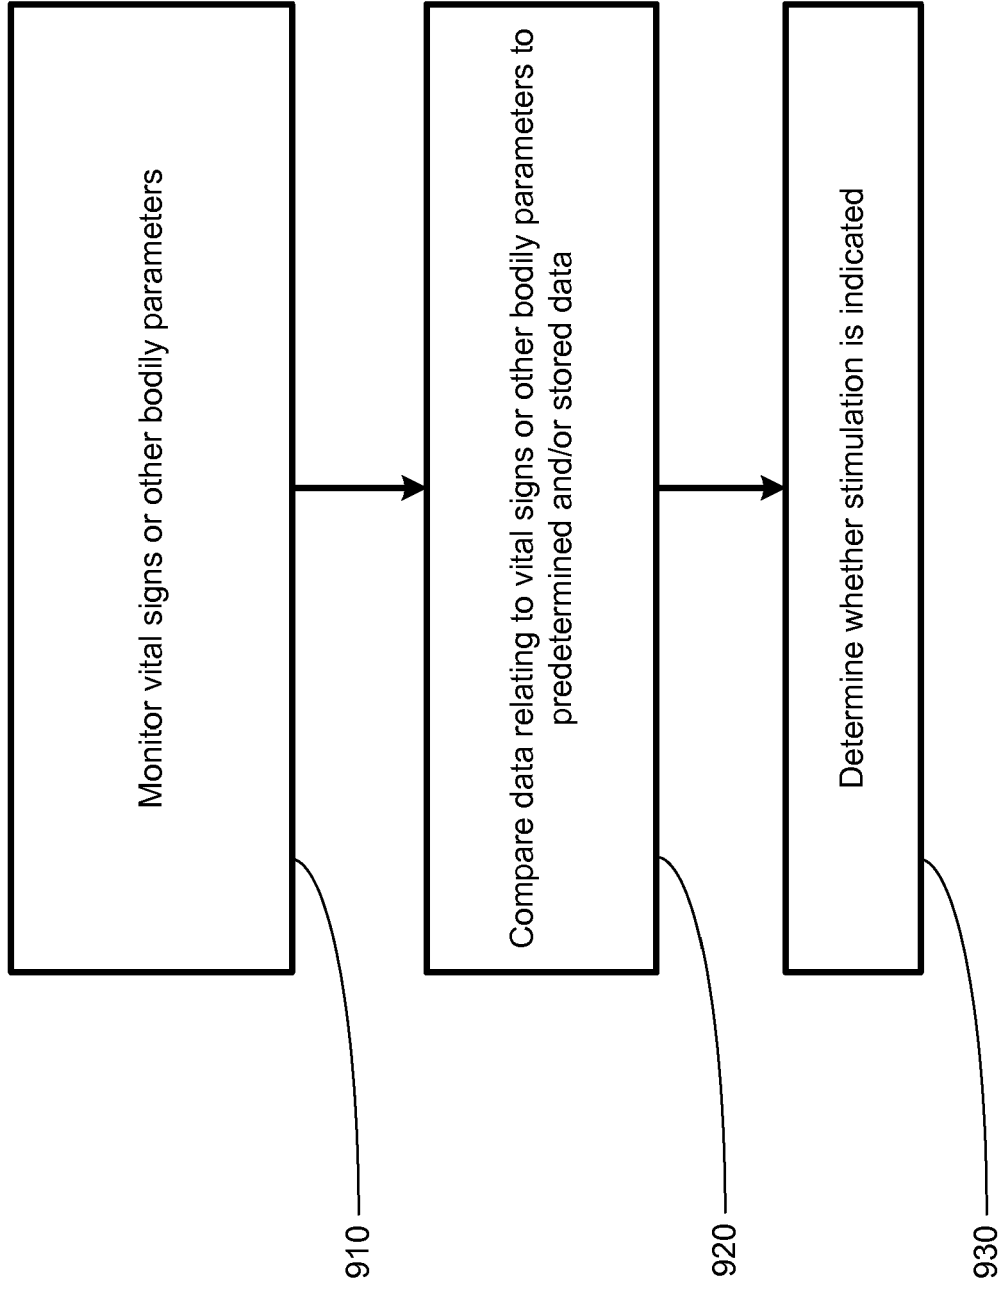 Monitor vital signs or other bodily parameters
910
Compare data relating to vital signs or other bodily parameters to
predetermined and/or stored data
920
Determine whether stimulation is indicated
930